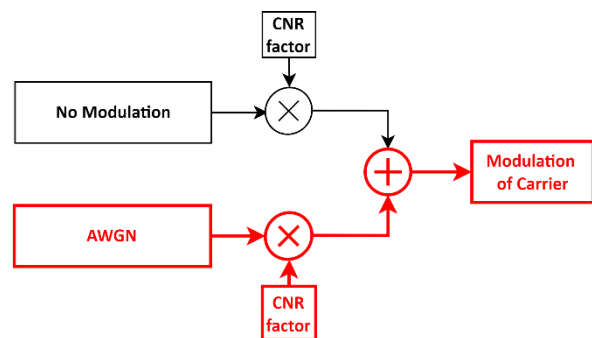 CNR
factor
No Modulation
Modulation
of Carrier
AWGN
CNR
factor